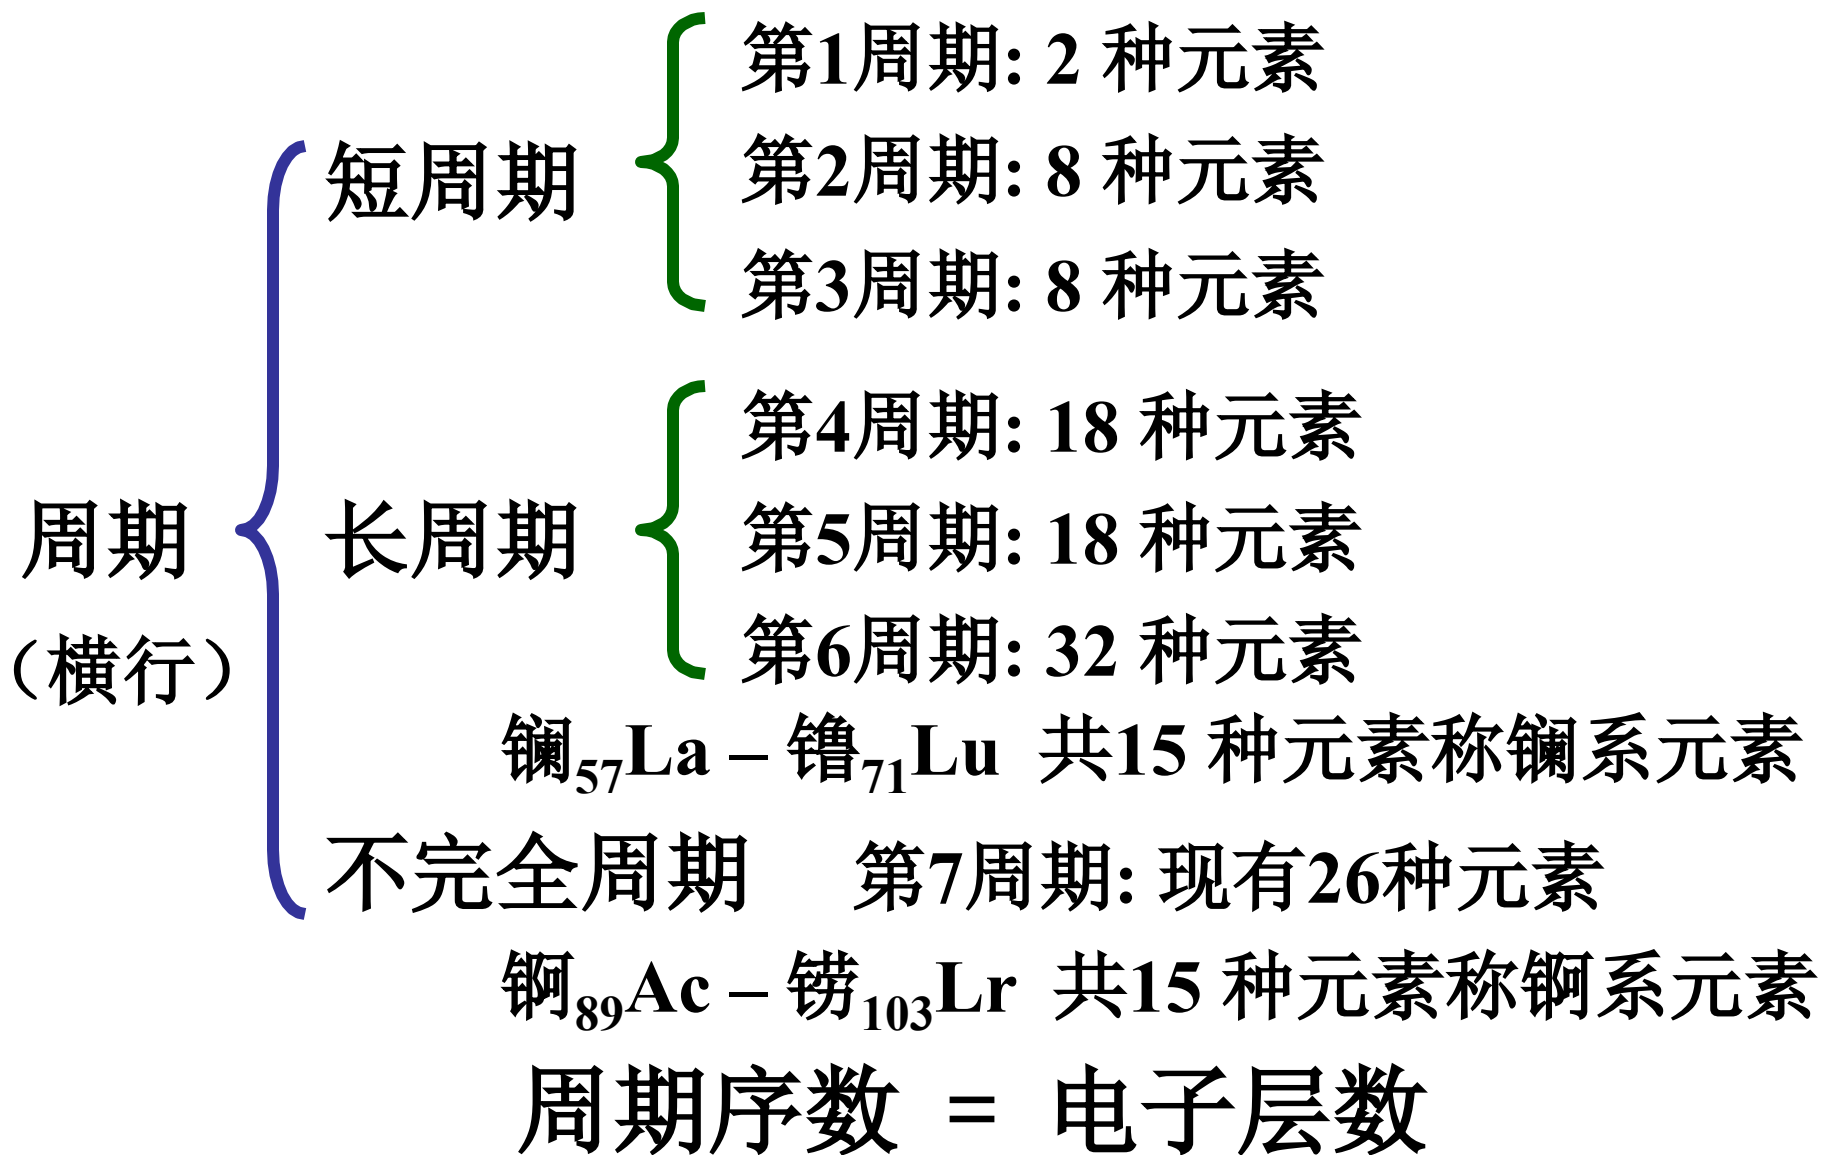 第1周期: 2 种元素
短周期
第2周期: 8 种元素
第3周期: 8 种元素
第4周期: 18 种元素
周期
长周期
第5周期: 18 种元素
（横行）
第6周期: 32 种元素
镧57La – 镥71Lu 共15 种元素称镧系元素
不完全周期 第7周期: 现有26种元素
锕89Ac – 铹103Lr 共15 种元素称锕系元素
周期序数 = 电子层数